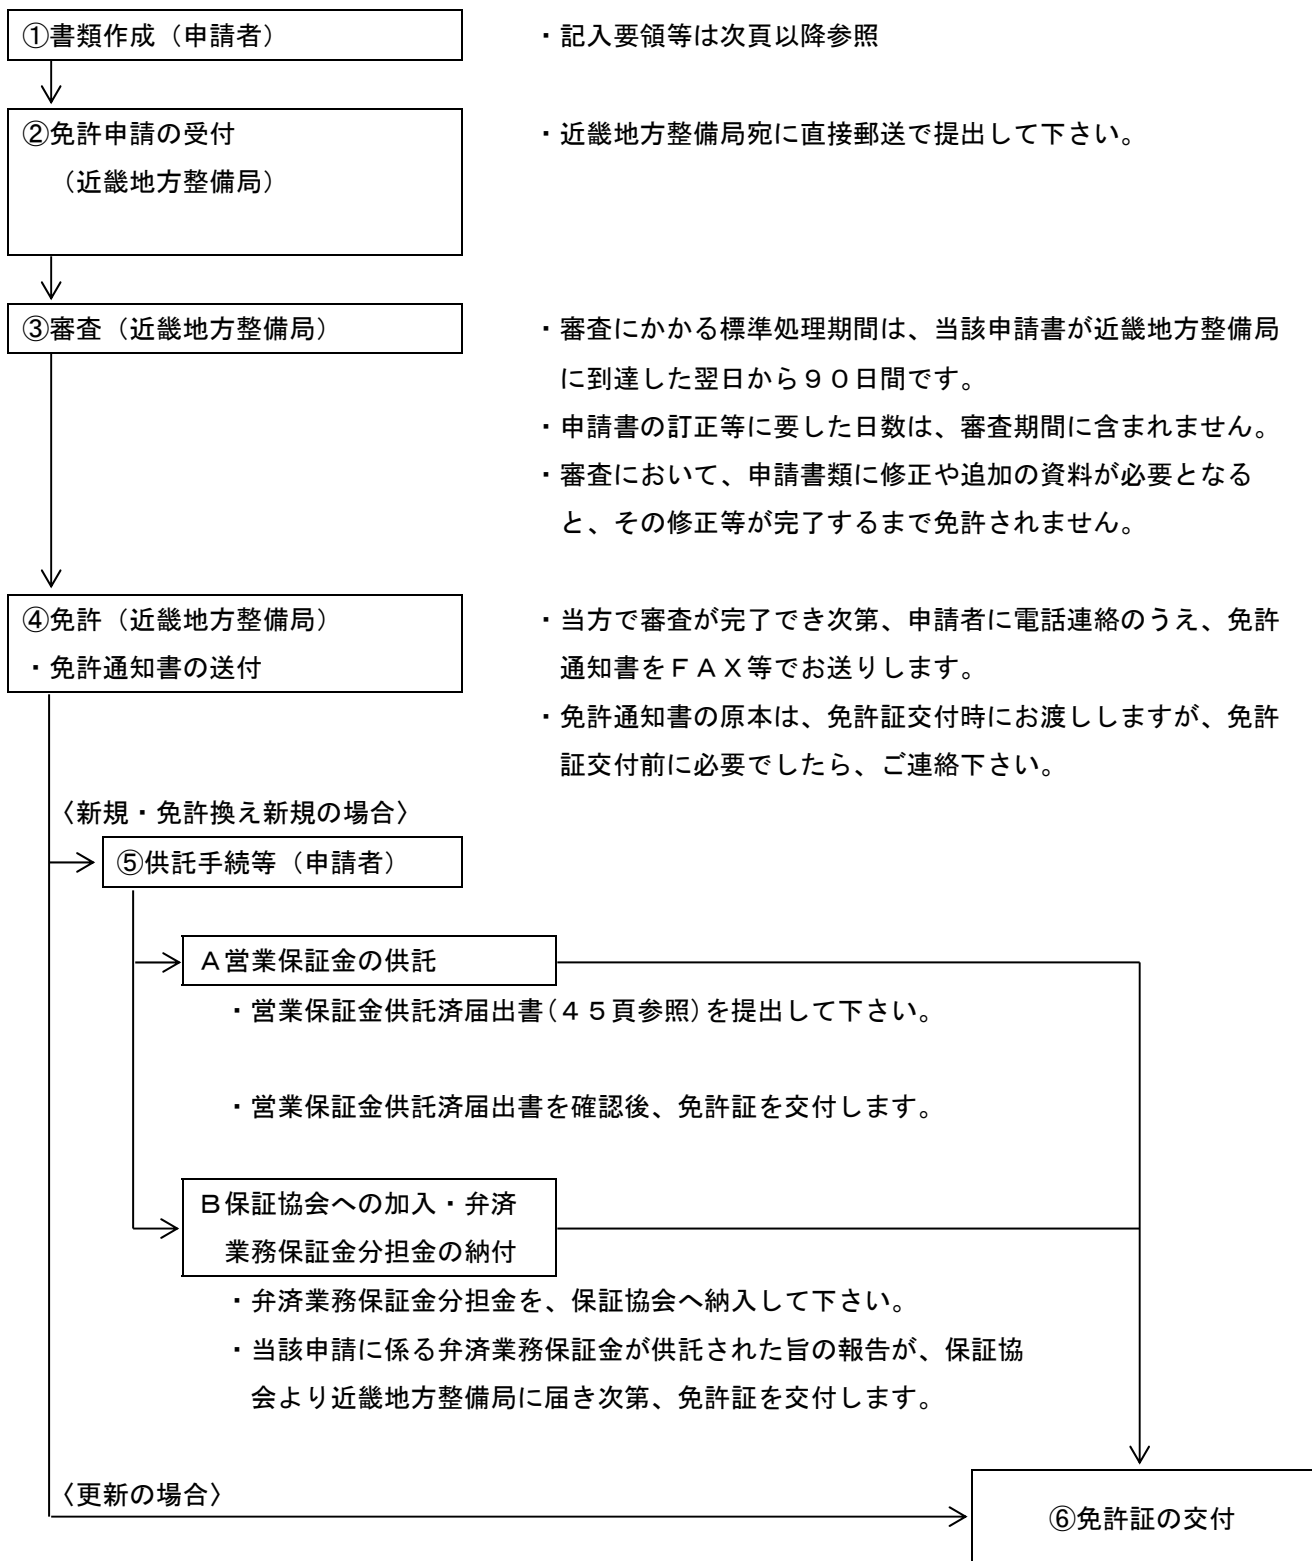 ①書類作成（申請者）
・記入要領等は次頁以降参照
②免許申請の受付
（近畿地方整備局）
・近畿地方整備局宛に直接郵送で提出して下さい。
③審査（近畿地方整備局）
・審査にかかる標準処理期間は、当該申請書が近畿地方整備局
に到達した翌日から９０日間です。
・申請書の訂正等に要した日数は、審査期間に含まれません。
・審査において、申請書類に修正や追加の資料が必要となる
と、その修正等が完了するまで免許されません。
④免許（近畿地方整備局）
・免許通知書の送付
・当方で審査が完了でき次第、申請者に電話連絡のうえ、免許
通知書をＦＡＸ等でお送りします。
・免許通知書の原本は、免許証交付時にお渡ししますが、免許
証交付前に必要でしたら、ご連絡下さい。
〈新規・免許換え新規の場合〉
⑤供託手続等（申請者）
Ａ営業保証金の供託
・営業保証金供託済届出書（４５頁参照）を提出して下さい。
・営業保証金供託済届出書を確認後、免許証を交付します。
Ｂ保証協会への加入・弁済
業務保証金分担金の納付
・弁済業務保証金分担金を、保証協会へ納入して下さい。
・当該申請に係る弁済業務保証金が供託された旨の報告が、保証協
会より近畿地方整備局に届き次第、免許証を交付します。
〈更新の場合〉
⑥免許証の交付